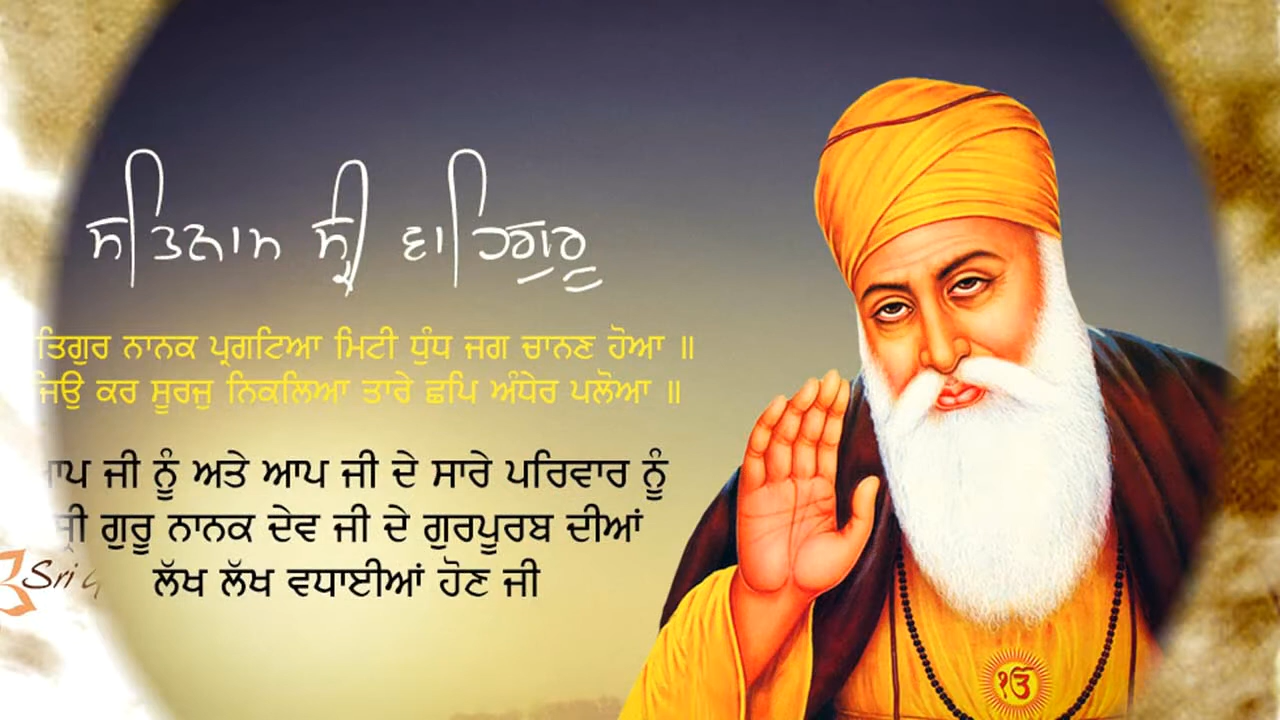 ਸਤਿਨਾਮ ਸ੍ਰੀ ਵਾਹਿਗੁਰੂ
ਤਿਗੁਰ ਨਾਨਕ ਪ੍ਰਗਟਿਆ ਮਿਟੀ ਧੁੰਧ ਜਗ ਚਾਨਣ ਹੋਆ ॥
ਜਿਉ ਕਰ ਸੂਰਜੁ ਨਿਕਲਿਆ ਤਾਰੇ ਛਪਿ ਅੰਧੇਰ ਪਲੋਆ ॥
ਆਪ ਜੀ ਨੂੰ ਅਤੇ ਆਪ ਜੀ ਦੇ ਸਾਰੇ ਪਰਿਵਾਰ ਨੂੰ
ਸ੍ਰੀ ਗੁਰੂ ਨਾਨਕ ਦੇਵ ਜੀ ਦੇ ਗੁਰਪੂਰਬ ਦੀਆਂ
ਲੱਖ ਲੱਖ ਵਧਾਈਆਂ ਹੋਣ ਜੀ
Sri
ੴ